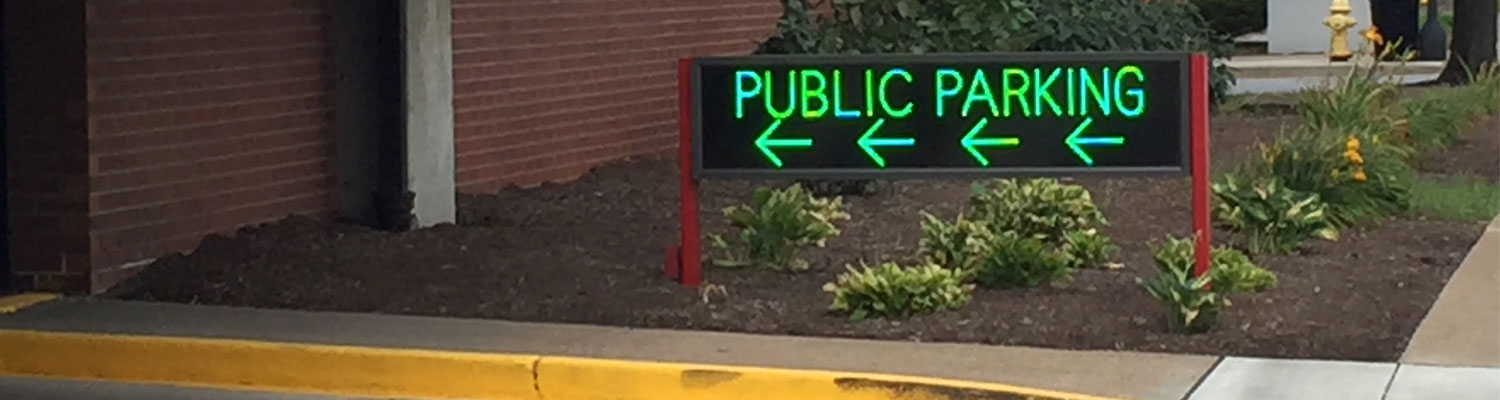 PUBLIC PARKING
← ← ← ←